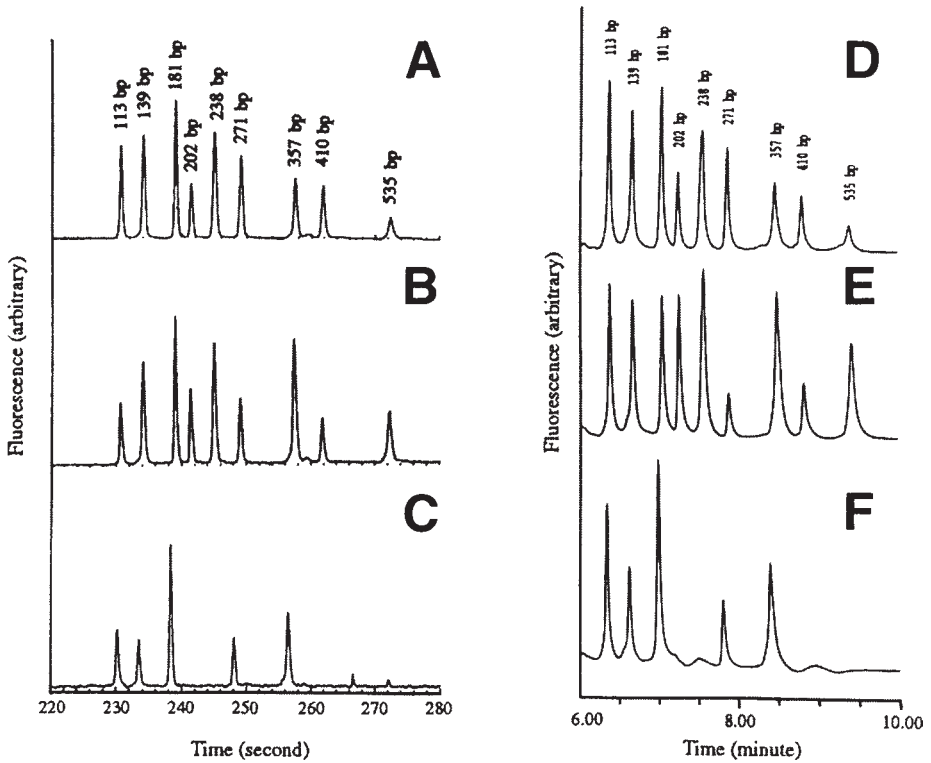 A
113 bp
139 bp
181 bp
202 bp
238 bp
271 bp
357 bp
410 bp
535 bp
B
C
Fluorescence (arbitrary)
220 230 240 250 260 270 280
Time (second)
D
113 bp
139 bp
181 bp
202 bp
238 bp
271 bp
357 bp
410 bp
535 bp
E
F
Fluorescence (arbitrary)
6.00 8.00 10.00
Time (minute)